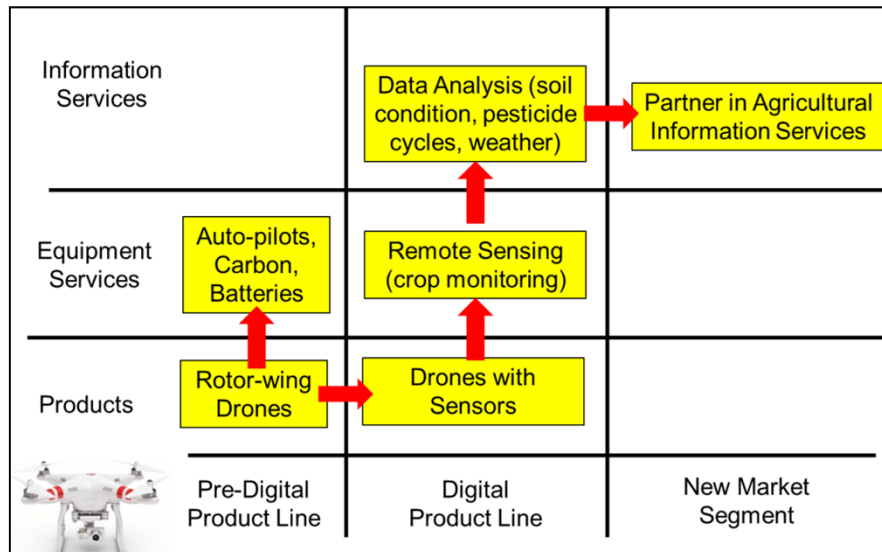 Information
Services
Data Analysis (soil
condition, pesticide
cycles, weather)
Partner in Agricultural
Information Services
Equipment
Services
Auto-pilots,
Carbon,
Batteries
Remote Sensing
(crop monitoring)
Products
Rotor-wing
Drones
Drones with
Sensors
Pre-Digital
Product Line
Digital
Product Line
New Market
Segment